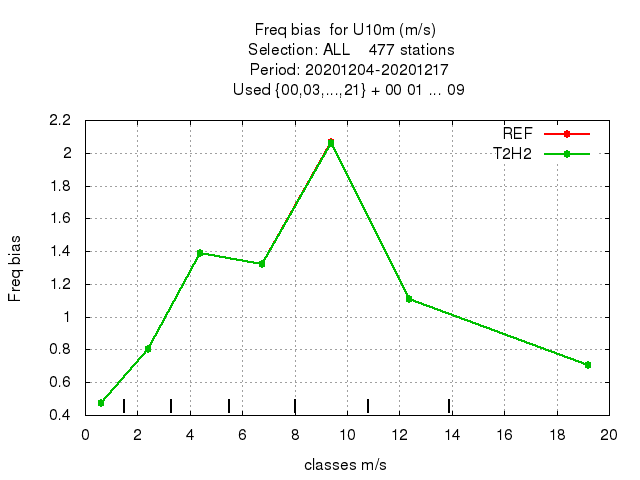 Freq bias  for U10m (m/s)
Selection: ALL    477 stations
Period: 20201204-20201217
Used {00,03,...,21} + 00 01 ... 09
REF
T2H2
2.2
2
1.8
1.6
1.4
1.2
1
0.8
0.6
0.4
Freq bias
0 2 4 6 8 10 12 14 16 18 20
classes m/s